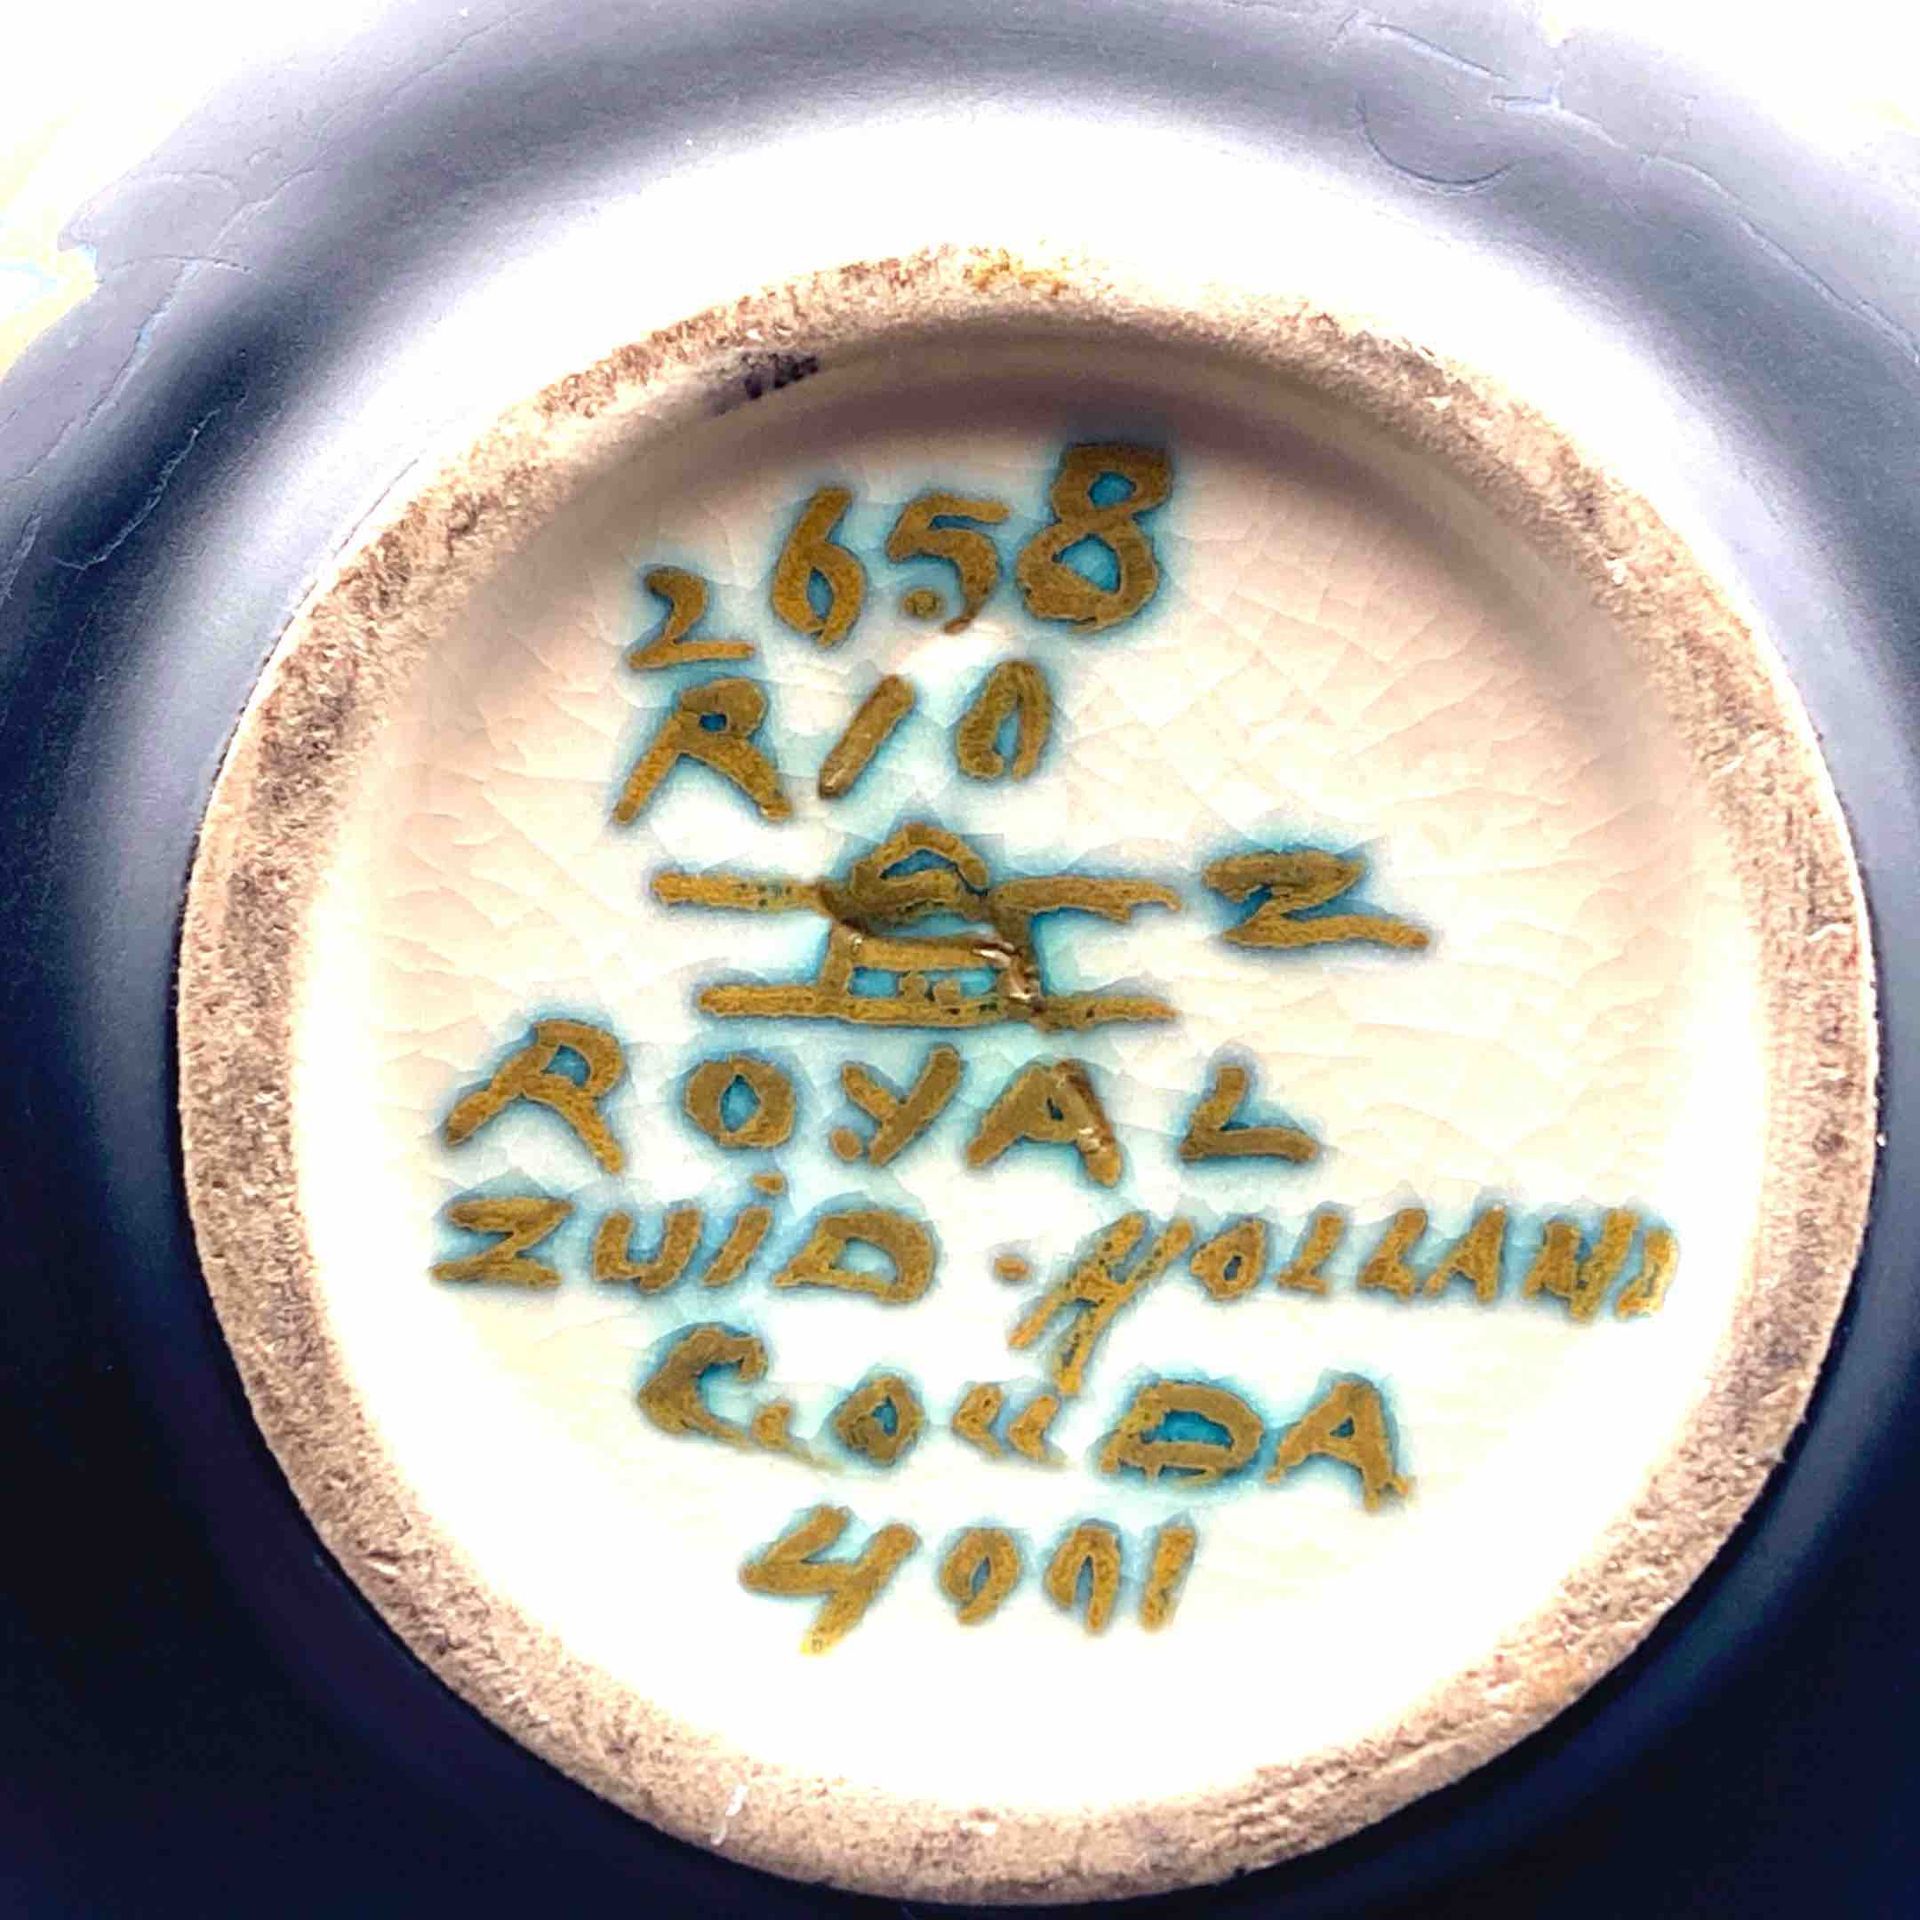 2658
RIO
Z
ROYAL
ZUiD-HOLLAND
GOUDA
4001